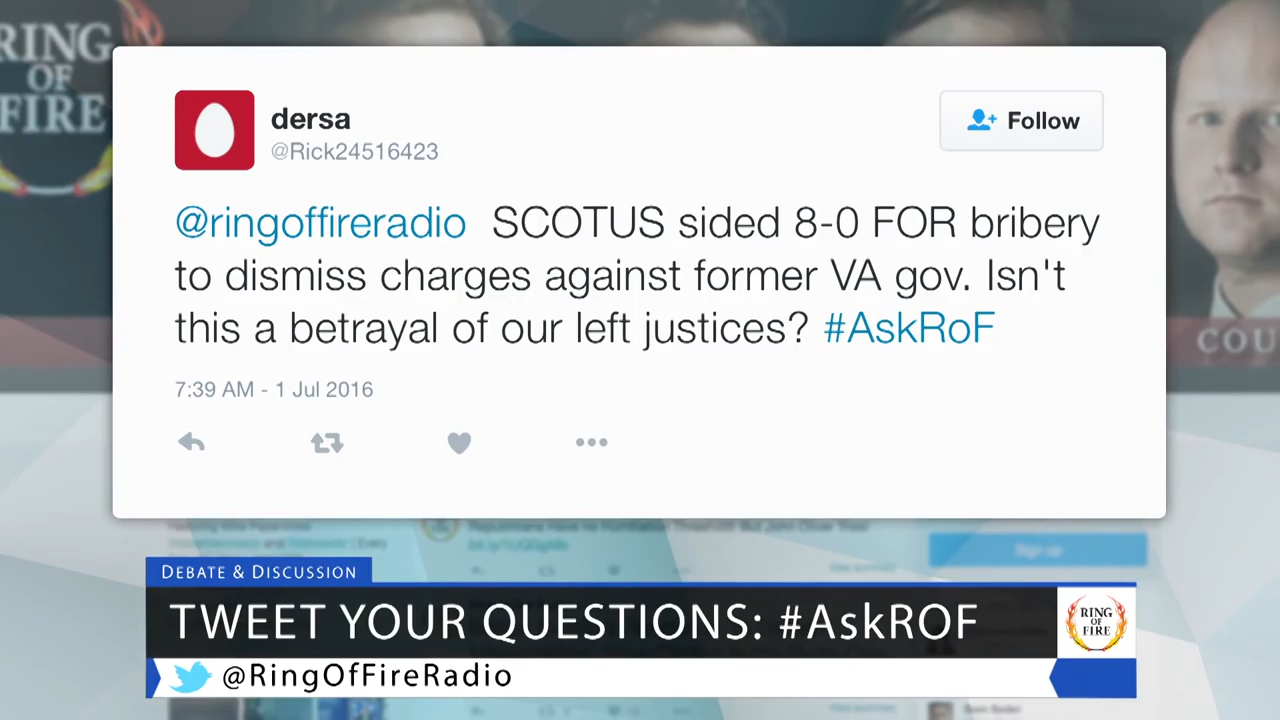 RING
OF
FIRE
dersa
@Rick24516423
Follow
@ringoffireradio SCOTUS sided 8-0 FOR bribery
to dismiss charges against former VA gov. Isn't
this a betrayal of our left justices? #AskRoF
7:39 AM - 1 Jul 2016
COU
Sign up
DEBATE & DISCUSSION
TWEET YOUR QUESTIONS: #AskROF
RING
OF
FIRE
@RingOfFireRadio